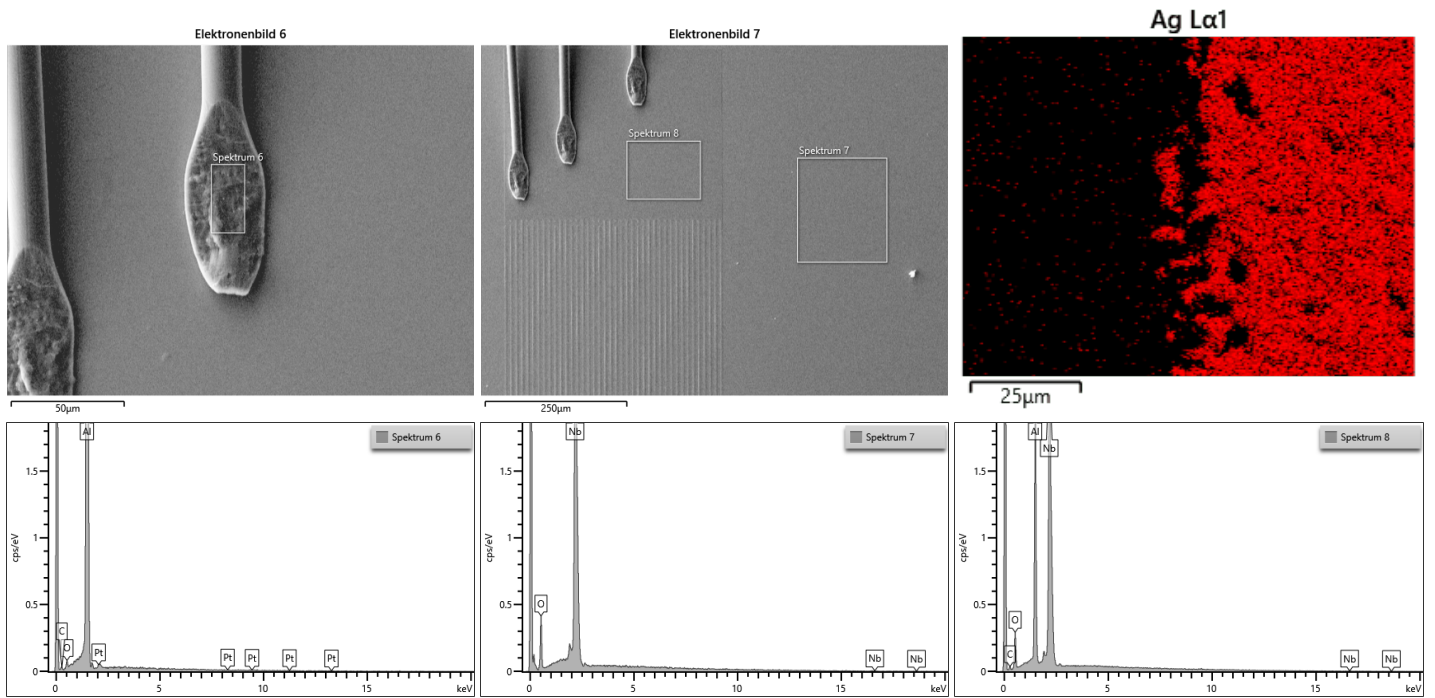 Elektronenbild 6
Elektronenbild 7
Ag Lα1
Spektrum 6
Spektrum 8
Spektrum 7
50µm
250µm
25µm
Al
Spektrum 6
1.5
1
cps/eV
0.5
C
O
Pt
Pt
Pt
Pt
Pt
0
0
5
10
15
keV
Nb
Spektrum 7
1.5
1
cps/eV
0.5
O
Nb
Nb
0
0
5
10
15
keV
Al
Nb
Spektrum 8
1.5
1
cps/eV
0.5
O
C
Nb
Nb
0
0
5
10
15
keV